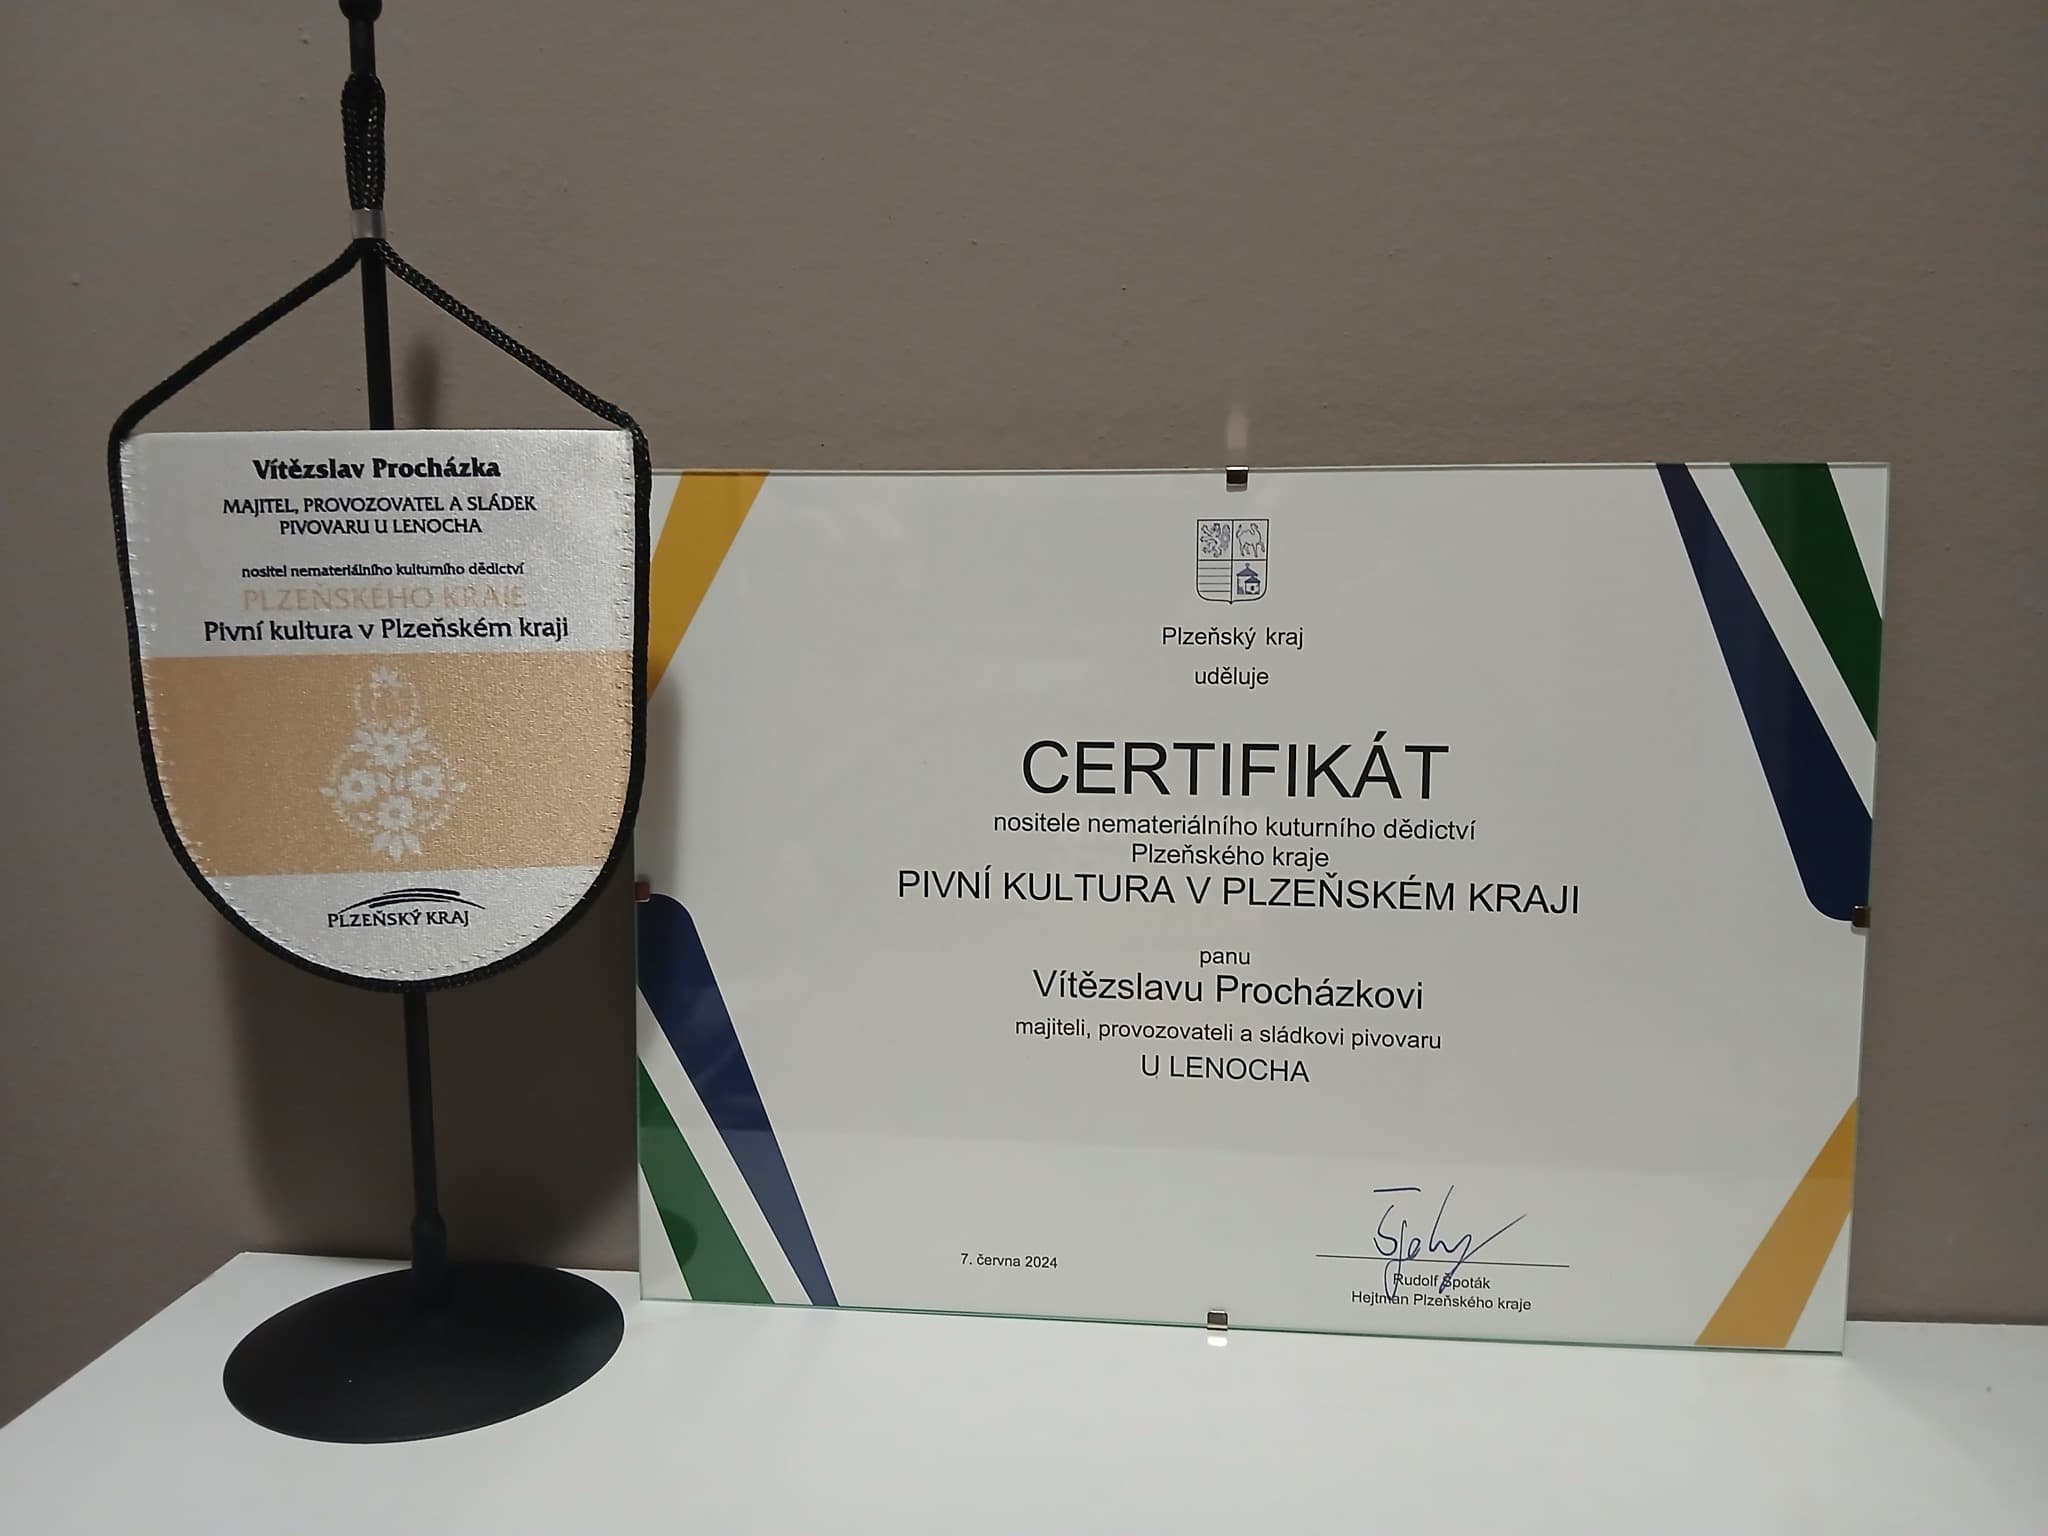 Vítězslav Procházka
MAJITEL, PROVOZOVATEL A SLÁDEK
PIVOVARU U LENOCHA
nositel nemateriálního kulturního dědictví
PLZEŇSKÉHO KRAJE
Pivní kultura v Plzeňském kraji
PLZEŇSKÝ KRAJ
Plzeňský kraj
uděluje
CERTIFIKÁT
nositele nemateriálního kuturního dědictví
Plzeňského kraje
PIVNÍ KULTURA V PLZEŇSKÉM KRAJI
panu
Vítězslavu Procházkovi
majiteli, provozovateli a sládkovi pivovaru
U LENOCHA
7. června 2024
Rudolf Špoták
Hejtman Plzeňského kraje